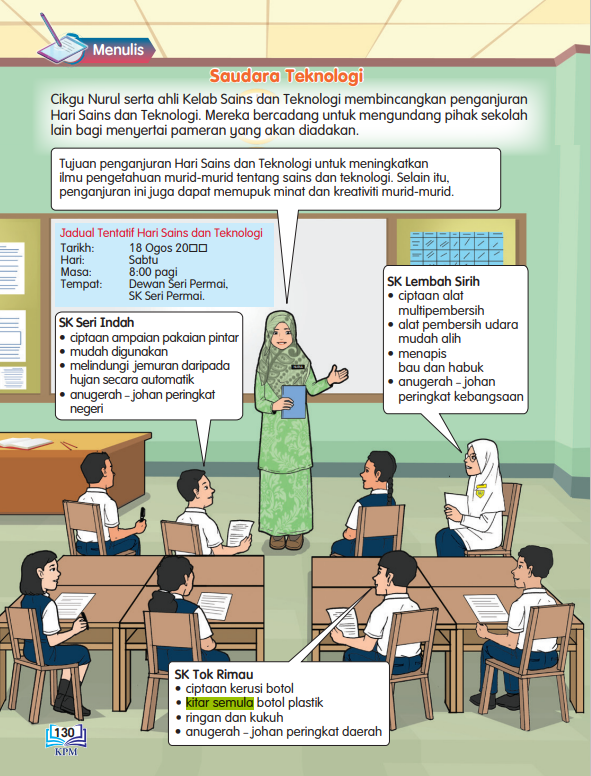 Menulis
Saudara Teknologi
Cikgu Nurul serta ahli Kelab Sains dan Teknologi membincangkan penganjuran
Hari Sains dan Teknologi. Mereka bercadang untuk mengundang pihak sekolah
lain bagi menyertai pameran yang akan diadakan.
Tujuan penganjuran Hari Sains dan Teknologi untuk meningkatkan
ilmu pengetahuan murid-murid tentang sains dan teknologi. Selain itu,
penganjuran ini juga dapat memupuk minat dan kreativiti murid-murid.
Jadual Tentatif Hari Sains dan Teknologi
Tarikh: 18 Ogos 20□□
Hari: Sabtu
Masa: 8:00 pagi
Tempat: Dewan Seri Permai,
SK Seri Permai.
SK Seri Indah
• ciptaan ampaian pakaian pintar
• mudah digunakan
• melindungi jemuran daripada
hujan secara automatik
• anugerah – johan peringkat
negeri
SK Lembah Sirih
• ciptaan alat
multipembersih
• alat pembersih udara
mudah alih
• menapis
bau dan habuk
• anugerah – johan
peringkat kebangsaan
SK Tok Rimau
• ciptaan kerusi botol
• kitar semula botol plastik
• ringan dan kukuh
• anugerah – johan peringkat daerah
130
KPM